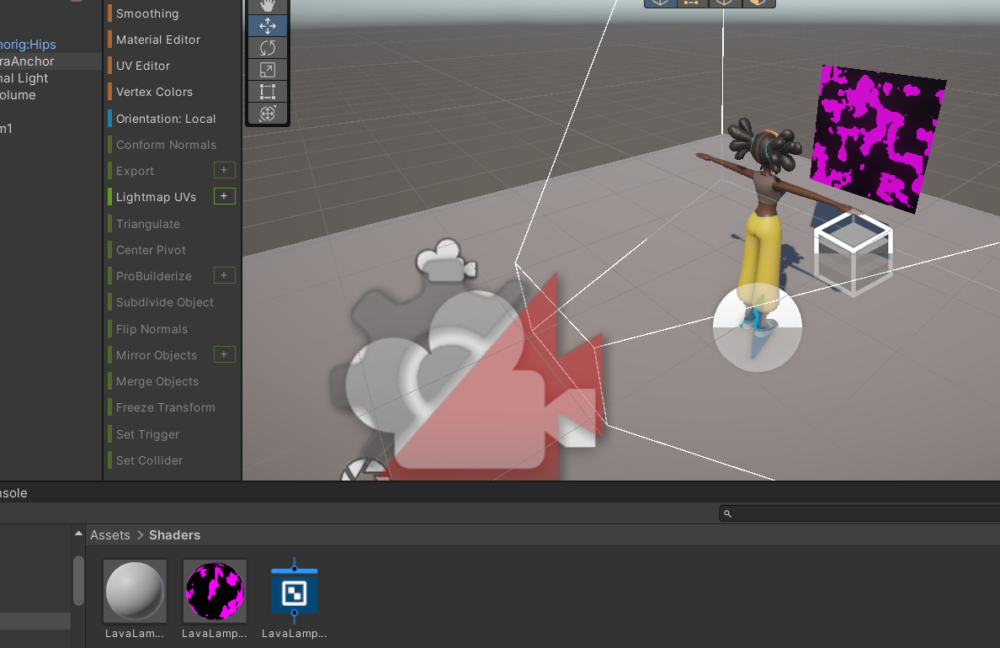 norig:Hips
raAnchor
nal Light
olume
m1
Smoothing
Material Editor
UV Editor
Vertex Colors
Orientation: Local
Conform Normals
Export +
Lightmap UVs +
Triangulate
Center Pivot
ProBuilderize +
Subdivide Object
Flip Normals
Mirror Objects +
Merge Objects
Freeze Transform
Set Trigger
Set Collider
nsole
Assets > Shaders
LavaLam...
LavaLamp...
LavaLamp...